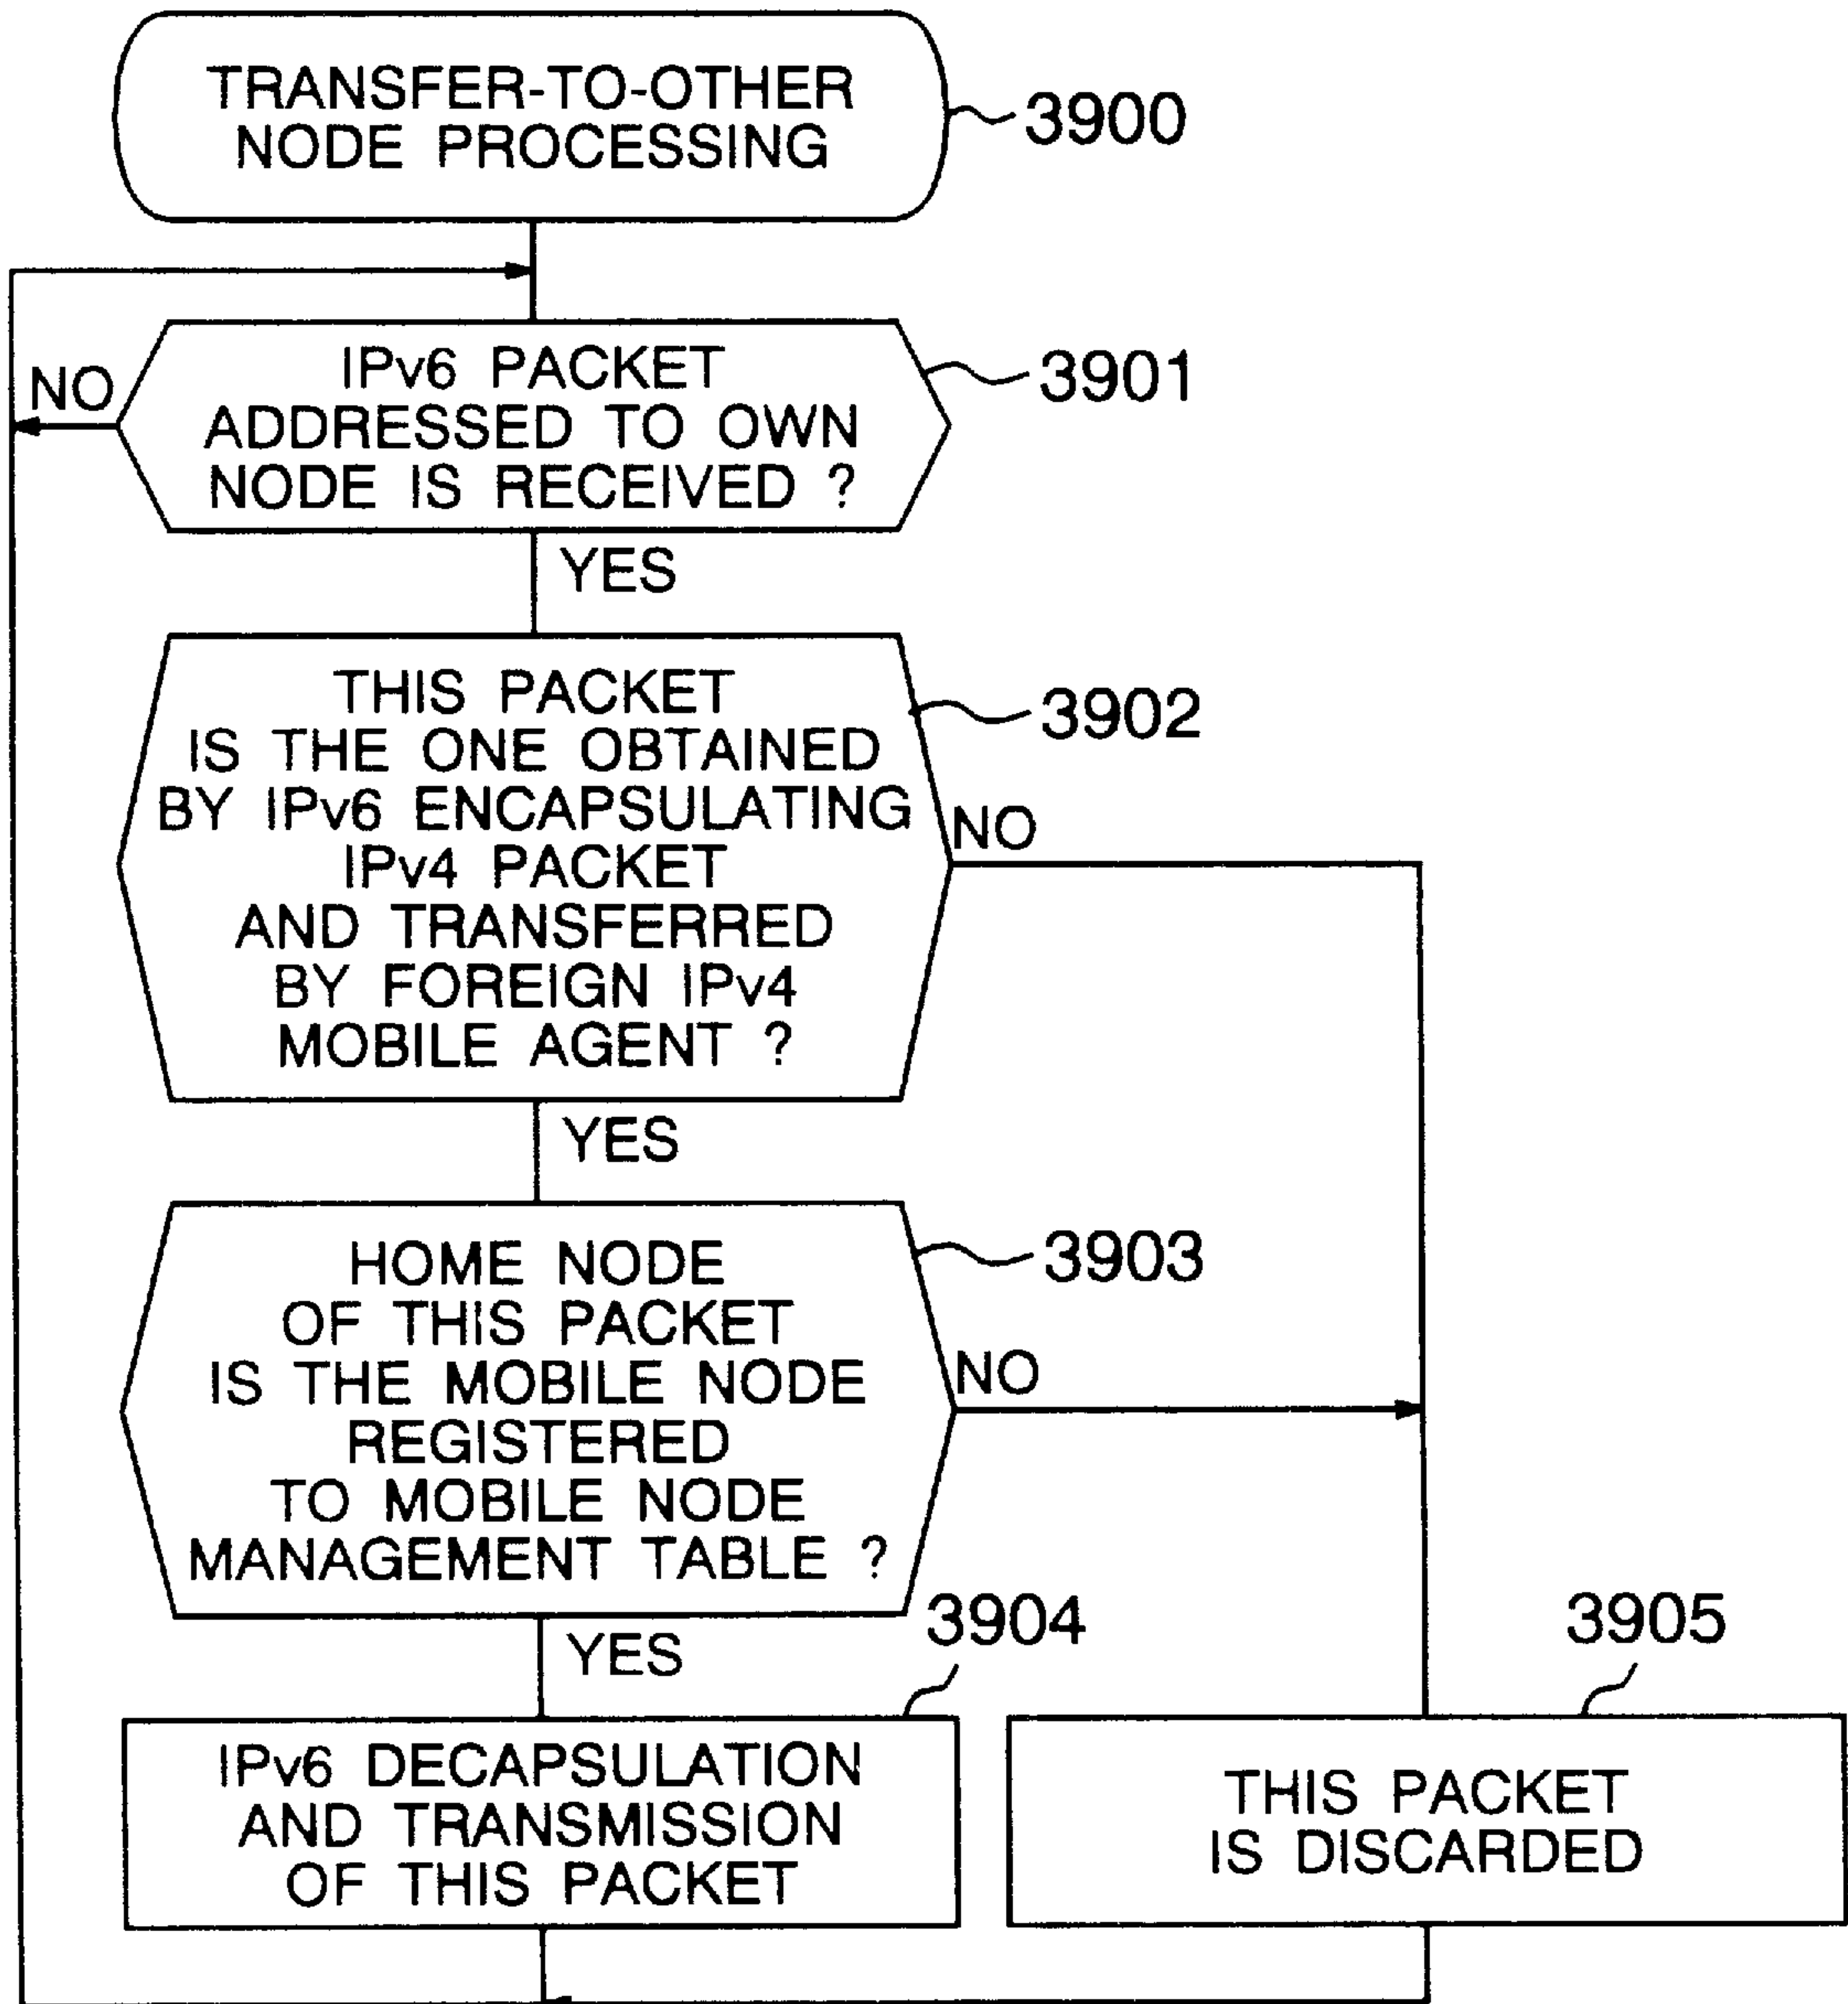 TRANSFER-TO-OTHER
NODE PROCESSING
3900
IPv6 PACKET
ADDRESSED TO OWN
NODE IS RECEIVED ?
3901
NO
YES
THIS PACKET
IS THE ONE OBTAINED
BY IPv6 ENCAPSULATING
IPv4 PACKET
AND TRANSFERRED
BY FOREIGN IPv4
MOBILE AGENT ?
3902
NO
YES
HOME NODE
OF THIS PACKET
IS THE MOBILE NODE
REGISTERED
TO MOBILE NODE
MANAGEMENT TABLE ?
3903
NO
YES
3904
IPv6 DECAPSULATION
AND TRANSMISSION
OF THIS PACKET
3905
THIS PACKET
IS DISCARDED